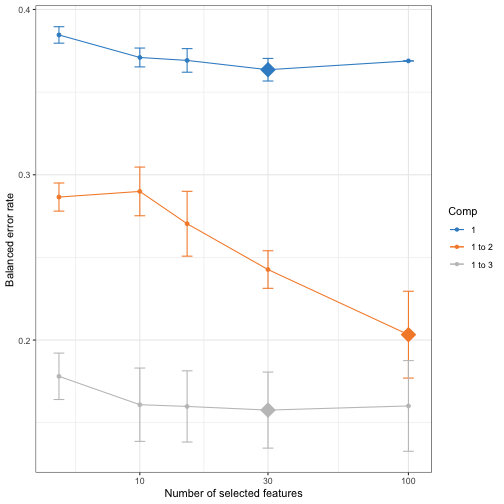 0.4
0.3
0.2
Balanced error rate
10
30
100
Number of selected features
Comp
1
1 to 2
1 to 3